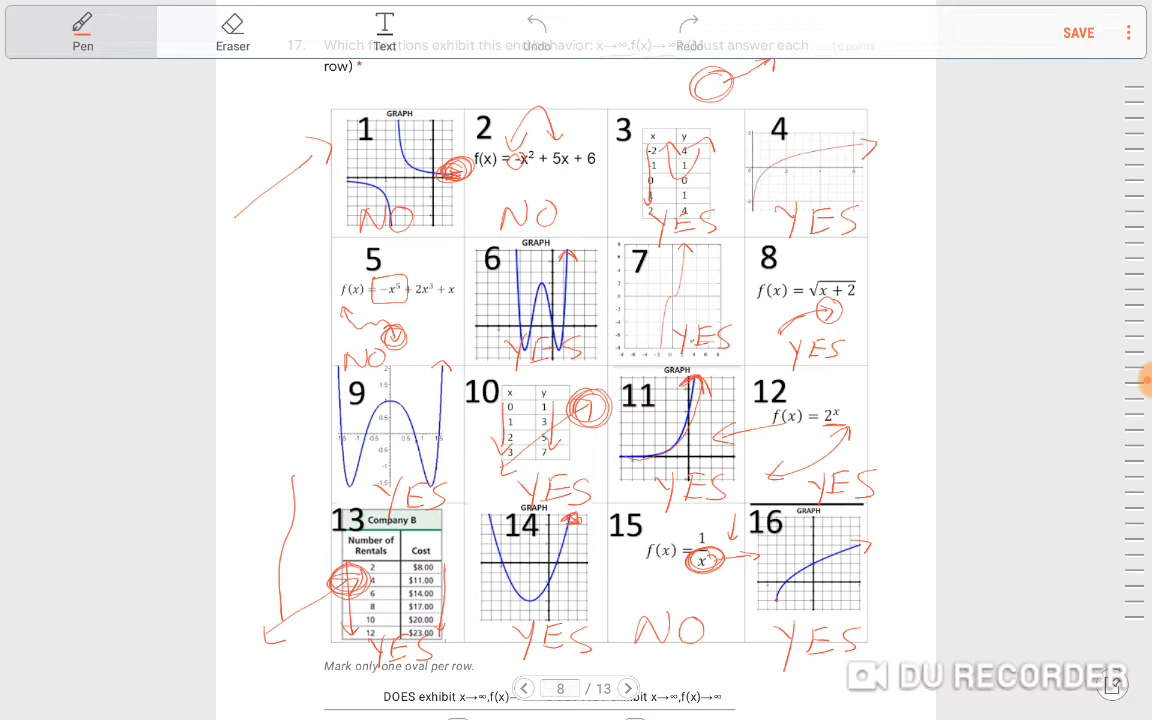 Pen
Eraser
Text
Undo
Redo
SAVE
17. Which functions exhibit this end behavior: x→∞,f(x)→∞ (Must answer each
row) *
points
1
GRAPH
NO
2
f(x) = -x² + 5x + 6
NO
3
x y
-2 4
-1 1
0 0
1 1
2 4
YES
4
YES
5
f(x) = -x⁵ + 2x³ + x
NO
6
GRAPH
YES
7
YES
8
f(x) = √x + 2
YES
9
YES
10
x y
0 1
1 3
2 5
3 7
YES
11
GRAPH
YES
12
f(x) = 2ˣ
YES
13
Company B
Number of Rentals Cost
2 $8.00
4 $11.00
6 $14.00
8 $17.00
10 $20.00
12 $23.00
YES
14
GRAPH
YES
15
f(x) = 1/x
NO
16
GRAPH
YES
Mark only one oval per row.
DOES exhibit x→∞,f(x)→
8 / 13
bit x→∞,f(x)→∞
DU RECORDER